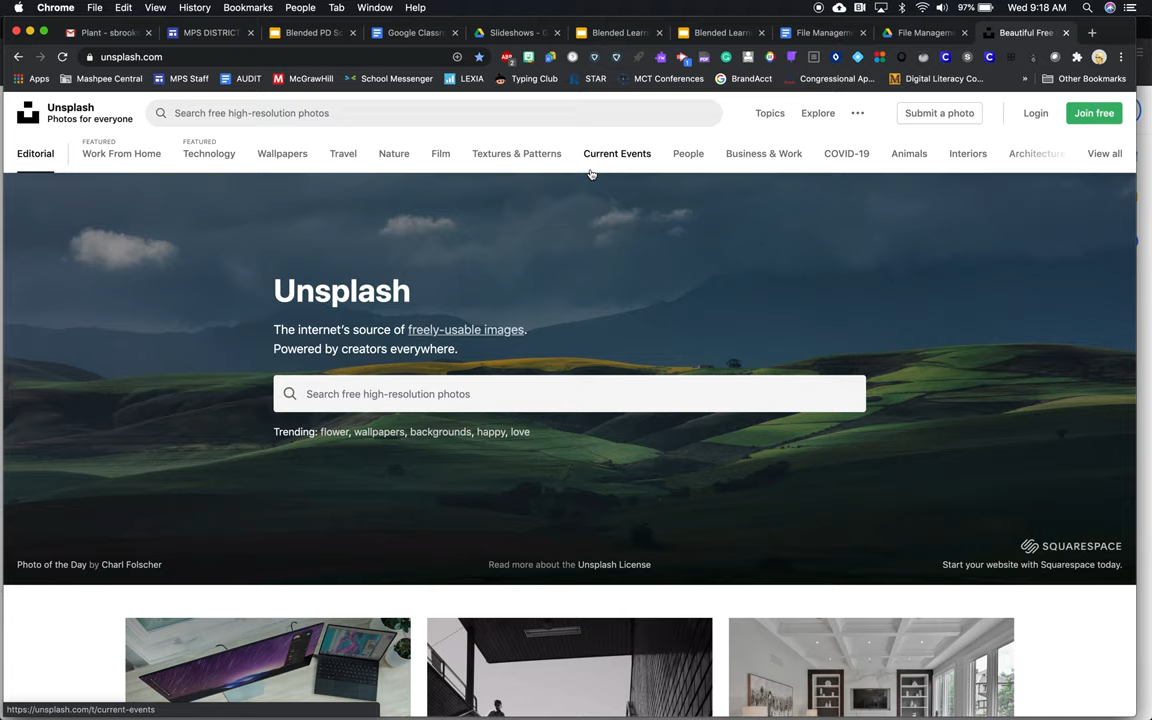 Chrome File Edit View History Bookmarks People Tab Window Help 97% Wed 9:18 AM
Plant - sbrooks MPS DISTRICT Blended PD Sc Google Classr Slideshows - G Blended Learn Blended Learni File Managem File Managem Beautiful Free
unsplash.com
Apps Mashpee Central MPS Staff AUDIT McGrawHill School Messenger LEXIA Typing Club STAR MCT Conferences BrandAcct Congressional Ap... Digital Literacy Co... » Other Bookmarks
Unsplash
Photos for everyone
Search free high-resolution photos
Topics Explore Submit a photo Login Join free
FEATURED FEATURED
Editorial Work From Home Technology Wallpapers Travel Nature Film Textures & Patterns Current Events People Business & Work COVID-19 Animals Interiors Architecture View all
Unsplash
The internet's source of freely-usable images.
Powered by creators everywhere.
Search free high-resolution photos
Trending: flower, wallpapers, backgrounds, happy, love
SQUARESPACE
Photo of the Day by Charl Folscher Read more about the Unsplash License Start your website with Squarespace today.
https://unsplash.com/t/current-events